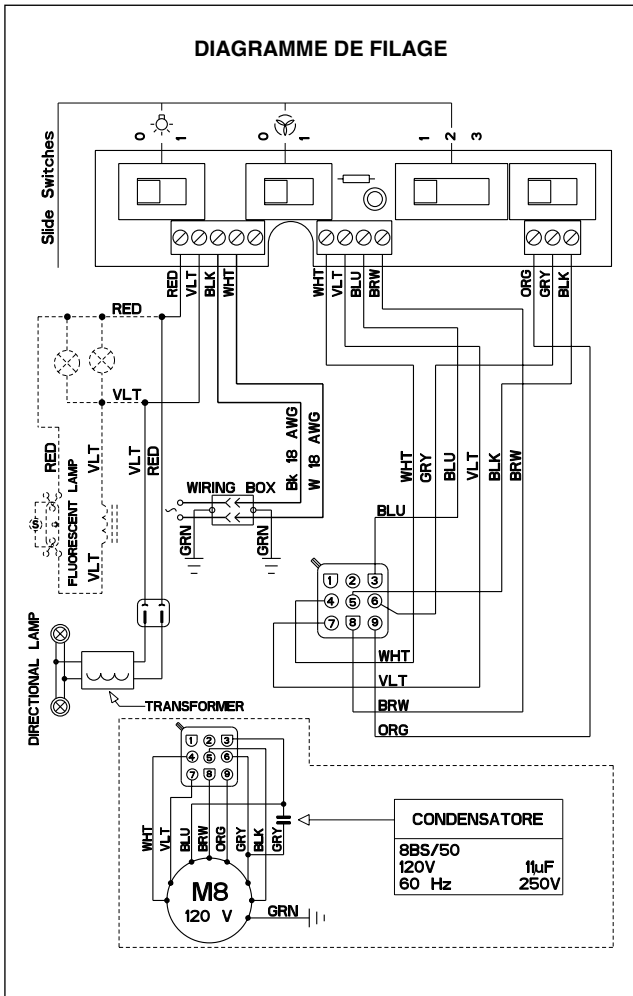 DIAGRAMME DE FILAGE
Slide Switches
0 1
0 1
1 2 3
RED VLT BLK WHT
WHT VLT BLU BRW
ORG GRY BLK
RED
VLT
RED
VLT
VLT
RED
VLT
Bk 18 AWG
W 18 AWG
WHT
GRY
BLU
VLT
BLK
BRW
S
FLUORESCENT LAMP
WIRING BOX
GRN
GRN
BLU
1 2 3
4 5 6
7 8 9
WHT
VLT
BRW
ORG
DIRECTIONAL LAMP
TRANSFORMER
1 2 3
4 5 6
7 8 9
WHT VLT BLU BRW ORG GRY BLK GRY
M8
120 V
GRN
CONDENSATORE
8BS/50
120V 11µF
60 Hz 250V